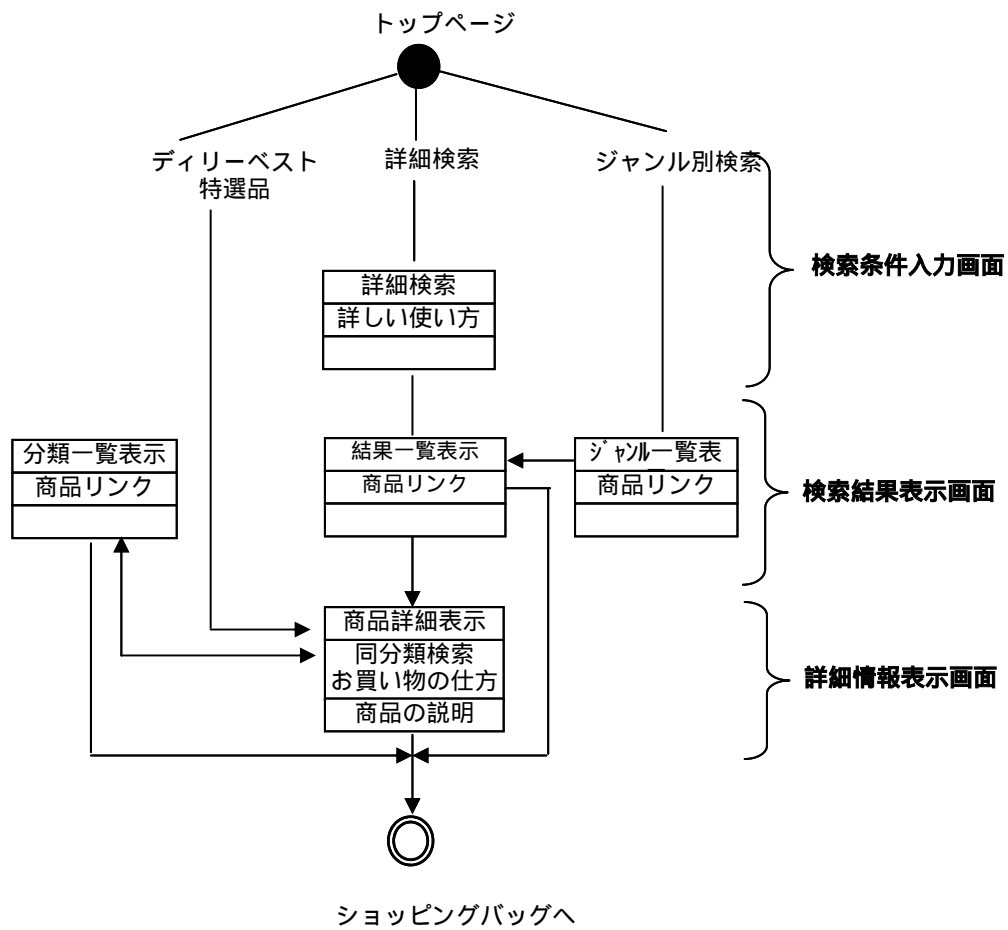 トップページ
ディリーベスト
特選品
詳細検索
ジャンル別検索
検索条件入力画面
詳細検索
詳しい使い方
分類一覧表示
商品リンク
結果一覧表示
商品リンク
ジャンル一覧表
商品リンク
検索結果表示画面
商品詳細表示
同分類検索
お買い物の仕方
商品の説明
詳細情報表示画面
ショッピングバッグへ